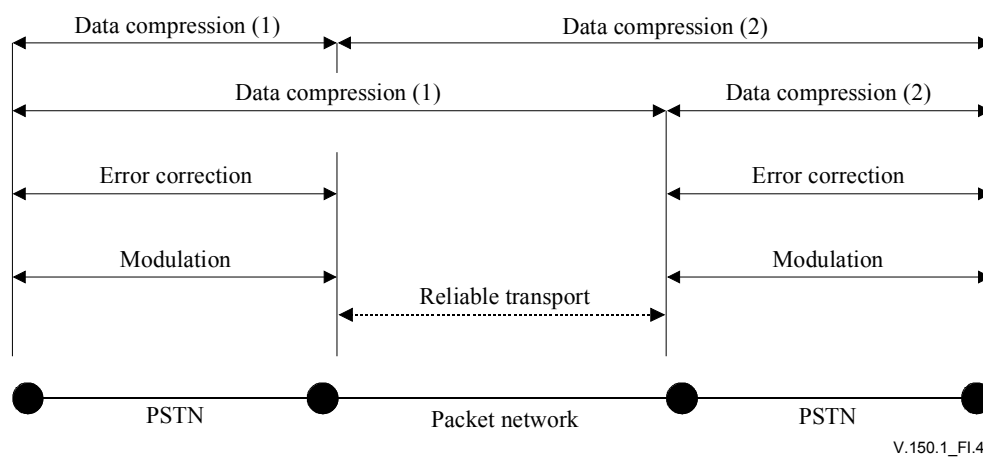 Data compression (1) Data compression (2)
Data compression (1) Data compression (2)
Error correction Error correction
Modulation Modulation
Reliable transport
PSTN Packet network PSTN
V.150.1_FI.4